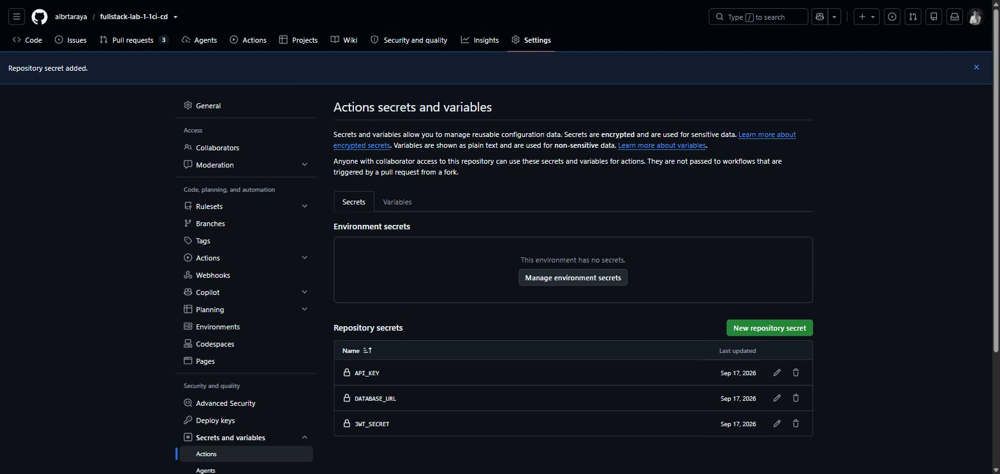 albrtaraya / fullstack-lab-1-1ci-cd
Type / to search
Code Issues Pull requests 3 Agents Actions Projects Wiki Security and quality Insights Settings
Repository secret added.
General
Access
Collaborators
Moderation
Code, planning, and automation
Rulesets
Branches
Tags
Actions
Webhooks
Copilot
Planning
Environments
Codespaces
Pages
Security and quality
Advanced Security
Deploy keys
Secrets and variables
Actions
Agents
Actions secrets and variables
Secrets and variables allow you to manage reusable configuration data. Secrets are encrypted and are used for sensitive data. Learn more about
encrypted secrets. Variables are shown as plain text and are used for non-sensitive data. Learn more about variables.
Anyone with collaborator access to this repository can use these secrets and variables for actions. They are not passed to workflows that are
triggered by a pull request from a fork.
Secrets Variables
Environment secrets
This environment has no secrets.
Manage environment secrets
Repository secrets New repository secret
Name Last updated
API_KEY Sep 17, 2026
DATABASE_URL Sep 17, 2026
JWT_SECRET Sep 17, 2026